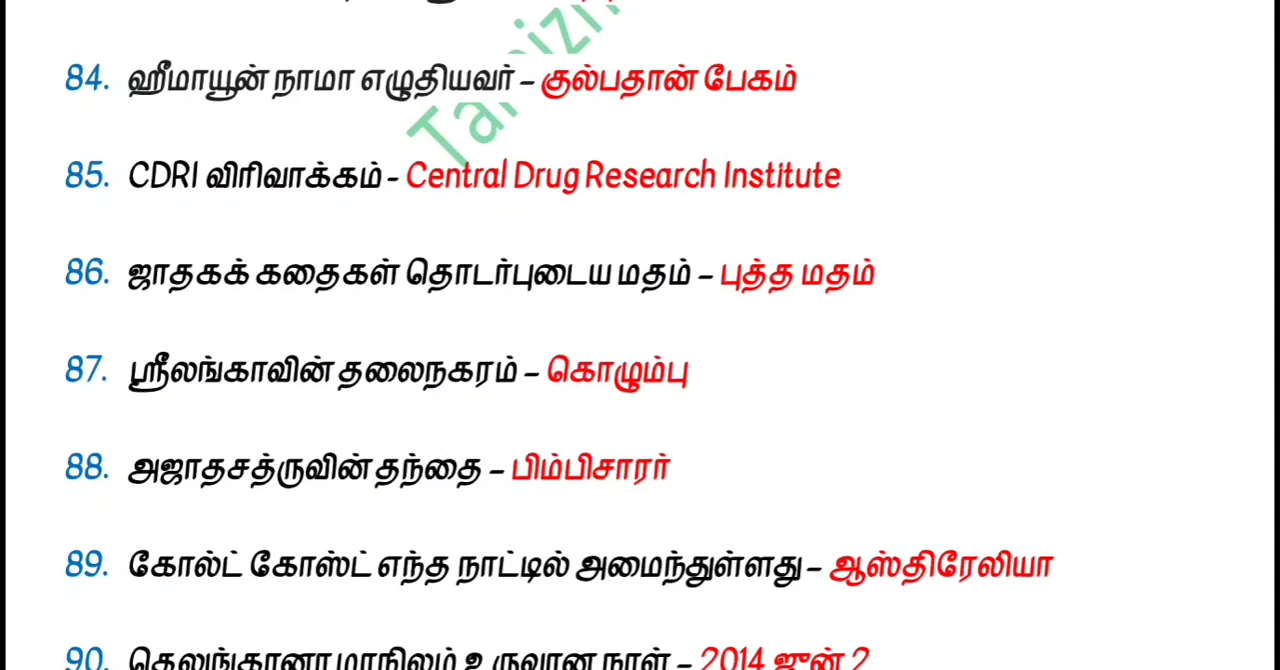 84. ஹீமாயூன் நாமா எழுதியவர் – குல்பதான் பேகம்
85. CDRI விரிவாக்கம் - Central Drug Research Institute
86. ஜாதகக் கதைகள் தொடர்புடைய மதம் – புத்த மதம்
87. ஸ்ரீலங்காவின் தலைநகரம் – கொழும்பு
88. அஜாதசத்ருவின் தந்தை – பிம்பிசாரர்
89. கோல்ட் கோஸ்ட் எந்த நாட்டில் அமைந்துள்ளது – ஆஸ்திரேலியா
90. தெலுங்கானா மாநிலம் உருவான நாள் – 2014 ஜுன் 2